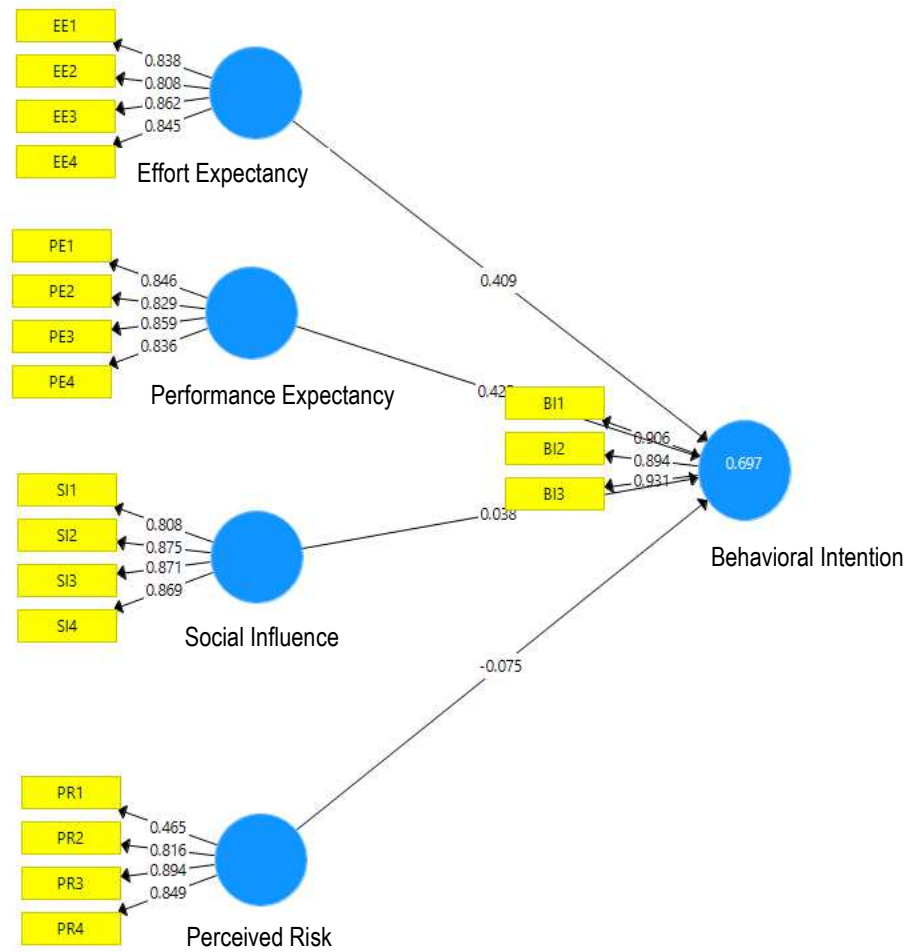 EE1
0.838
EE2
0.808
EE3
0.862
EE4
0.845
Effort Expectancy
0.409
PE1
0.846
PE2
0.829
PE3
0.859
PE4
0.836
Performance Expectancy
BI1
0.906
BI2
0.894
BI3
0.931
0.697
Behavioral Intention
SI1
0.808
SI2
0.875
SI3
0.871
SI4
0.869
Social Influence
0.038
-0.075
PR1
0.465
PR2
0.816
PR3
0.894
PR4
0.849
Perceived Risk